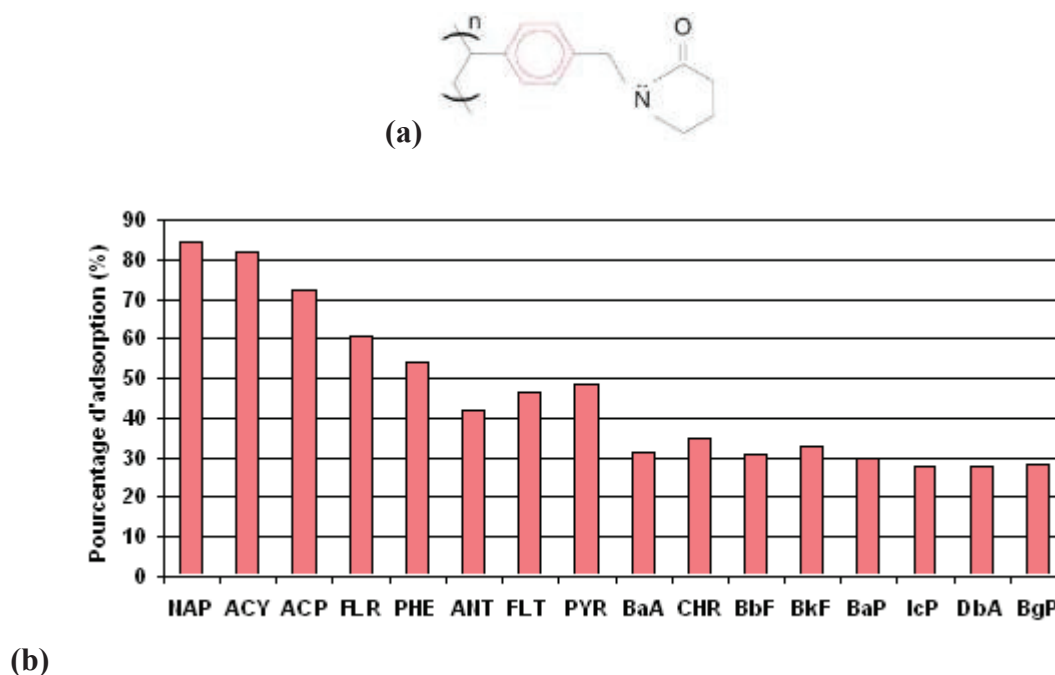 n
O
N
(a)
Pourcentage d'adsorption (%)
90
80
70
60
50
40
30
20
10
0
NAP ACY ACP FLR PHE ANT FLT PYR BaA CHR BbF BkF BaP IcP DbA BgP
(b)